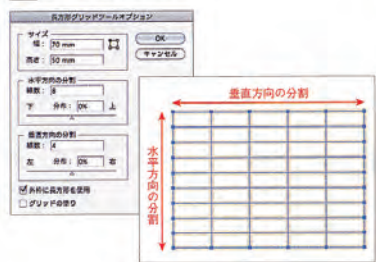 長方形グリッドツールオプション
サイズ
幅: 70 mm
高さ: 50 mm
OK
キャンセル
水平方向の分割
線数: 8
下 分布: 0% 上
垂直方向の分割
線数: 4
左 分布: 0% 右
外枠に長方形を使用
グリッドの塗り
垂直方向の分割
水平方向の分割